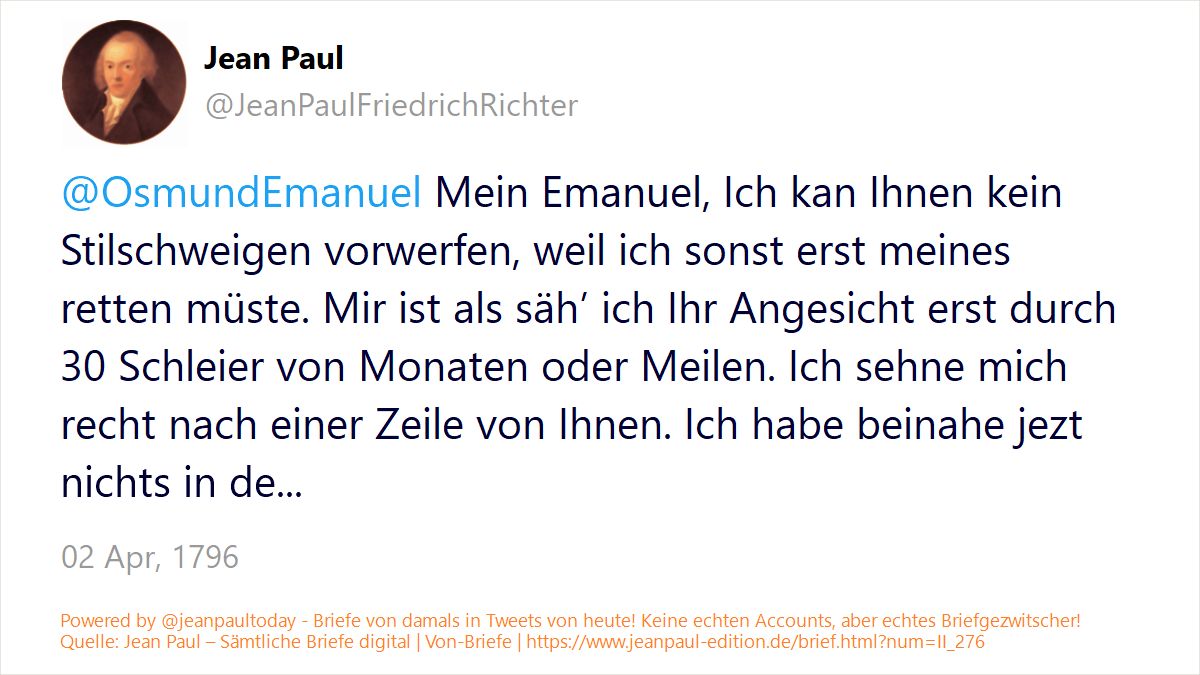 Jean Paul
@JeanPaulFriedrichRichter
@OsmundEmanuel Mein Emanuel, Ich kan Ihnen kein
Stilschweigen vorwerfen, weil ich sonst erst meines
retten müste. Mir ist als säh’ ich Ihr Angesicht erst durch
30 Schleier von Monaten oder Meilen. Ich sehne mich
recht nach einer Zeile von Ihnen. Ich habe beinahe jezt
nichts in de...
02 Apr, 1796
Powered by @jeanpaultoday - Briefe von damals in Tweets von heute! Keine echten Accounts, aber echtes Briefgezwitscher!
Quelle: Jean Paul – Sämtliche Briefe digital | Von-Briefe | https://www.jeanpaul-edition.de/brief.html?num=II_276